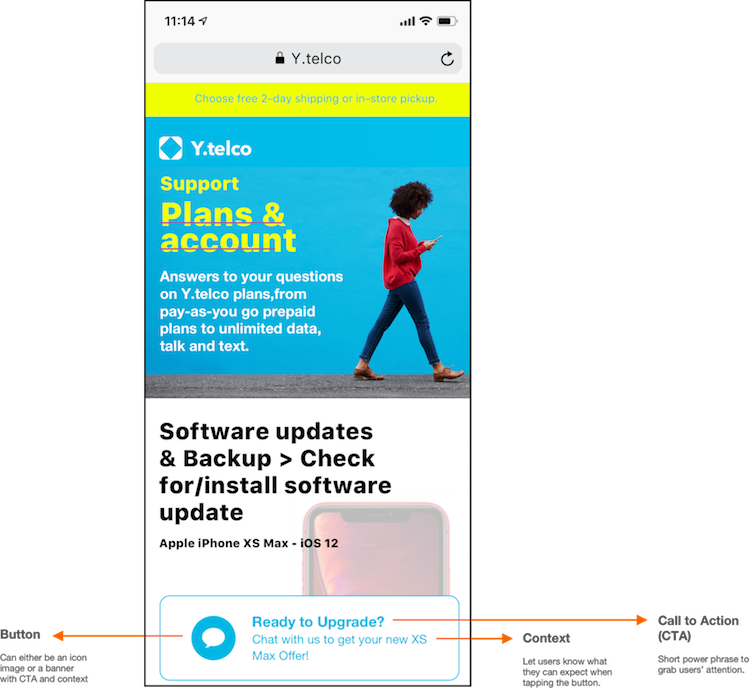 11:14
Y.telco
Choose free 2-day shipping or in-store pickup.
Y.telco
Support
Plans &
account
Answers to your questions
on Y.telco plans,from
pay-as-you go prepaid
plans to unlimited data,
talk and text.
Software updates
& Backup > Check
for/install software
update
Apple iPhone XS Max - iOS 12
Ready to Upgrade?
Chat with us to get your new XS
Max Offer!
Button
Can either be an icon
image or a banner
with CTA and context
Context
Let users know what
they can expect when
tapping the button.
Call to Action
(CTA)
Short power phrase to
grab users' attention.